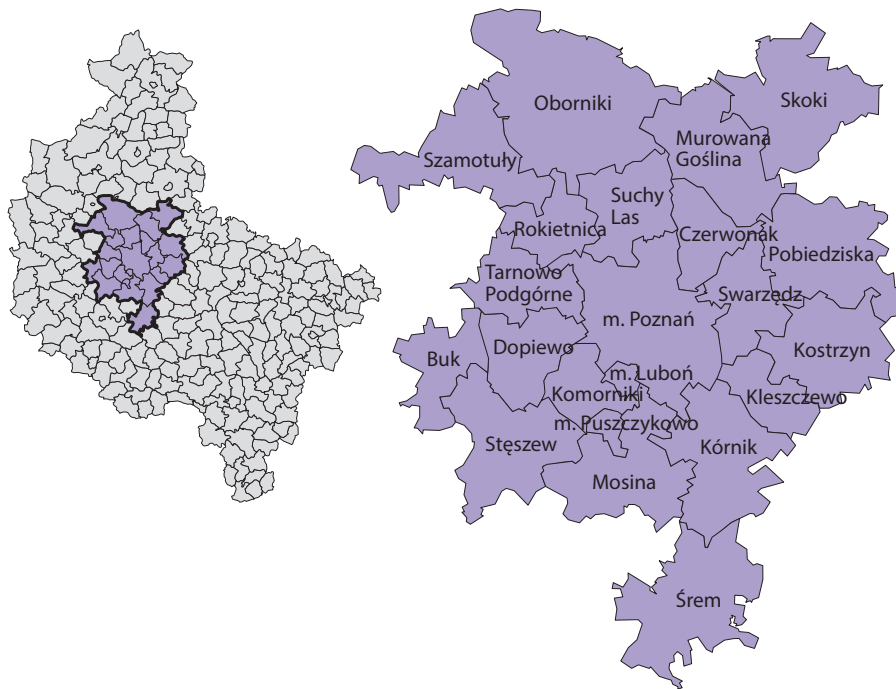 Oborniki
Skoki
Murowana
Goślina
Szamotuły
Suchy
Las
Rokietnica
Czerwonak
Pobiedziska
Tarnowo
Podgórne
Swarzędz
m. Poznań
Buk
Dopiewo
Kostrzyn
m. Luboń
Komorniki
Kleszczewo
m. Puszczykowo
Stęszew
Kórnik
Mosina
Śrem